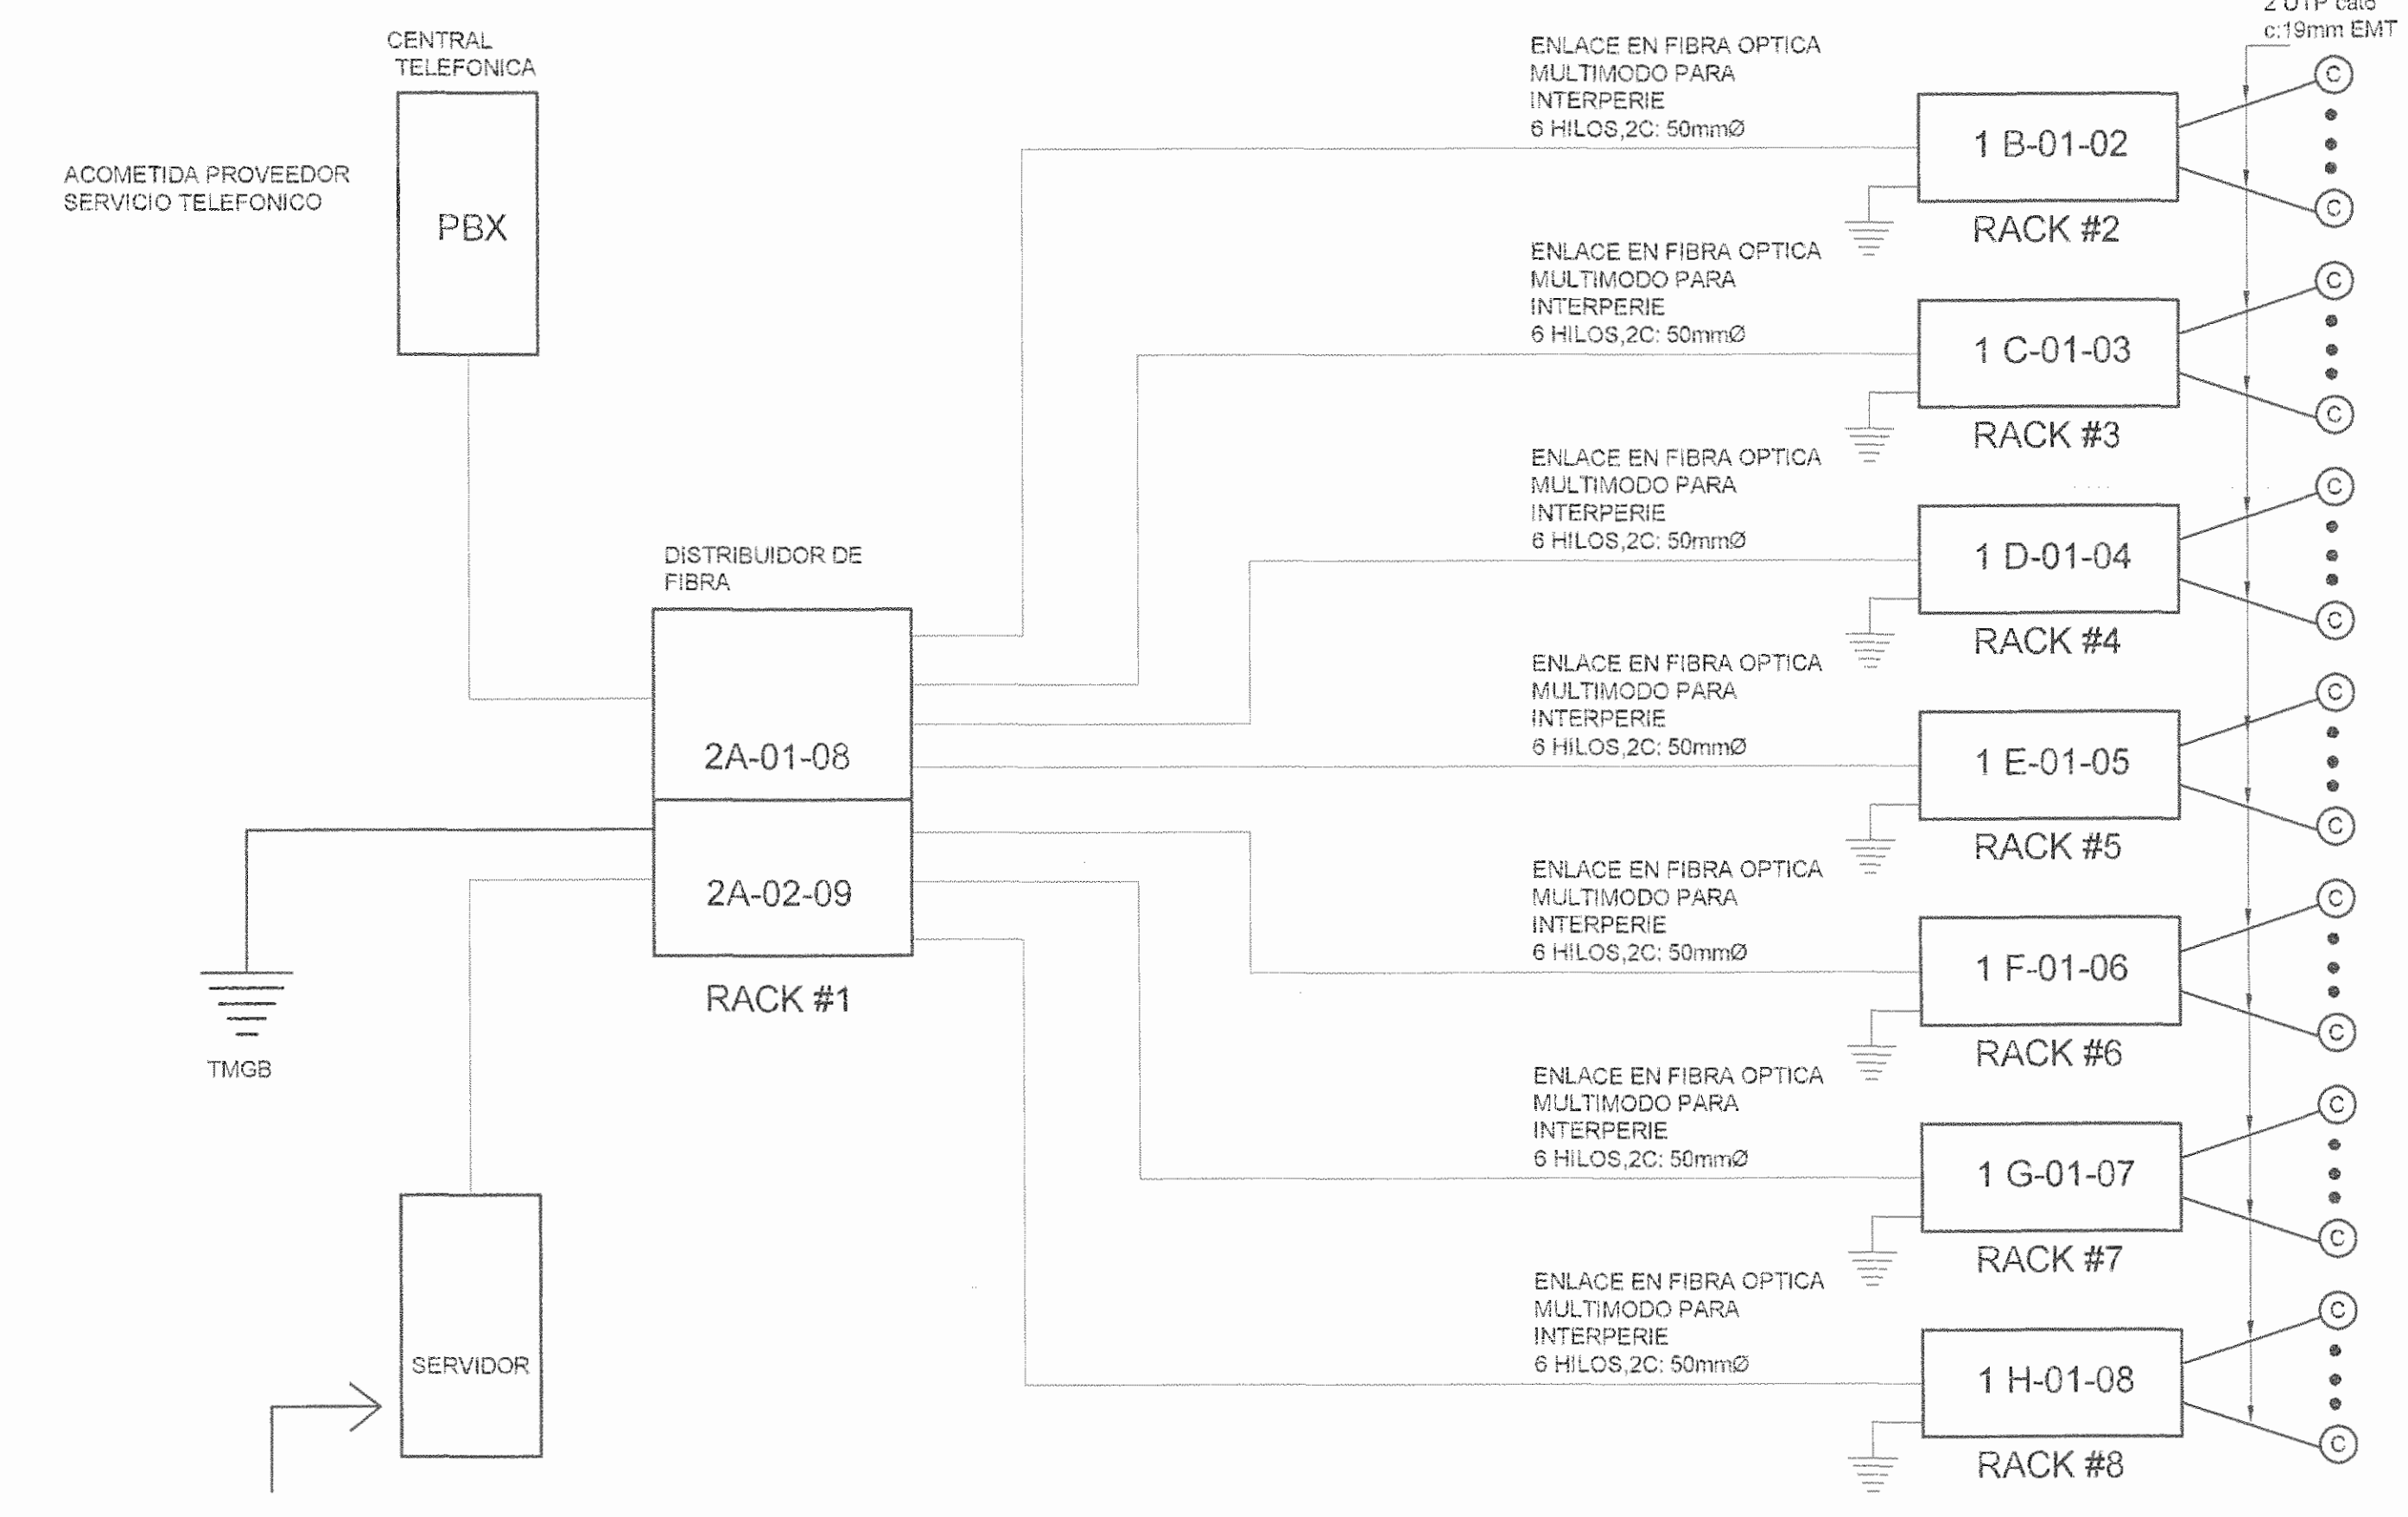 2 UTP cat6
c:19mm EMT
CENTRAL
TELEFONICA
PBX
ACOMETIDA PROVEEDOR
SERVICIO TELEFONICO
DISTRIBUIDOR DE
FIBRA
2A-01-08
2A-02-09
RACK #1
TMGB
SERVIDOR
ENLACE EN FIBRA OPTICA
MULTIMODO PARA
INTERPERIE
6 HILOS,2C: 50mmØ
1 B-01-02
RACK #2
C
C
ENLACE EN FIBRA OPTICA
MULTIMODO PARA
INTERPERIE
6 HILOS,2C: 50mmØ
1 C-01-03
RACK #3
C
C
ENLACE EN FIBRA OPTICA
MULTIMODO PARA
INTERPERIE
6 HILOS,2C: 50mmØ
1 D-01-04
RACK #4
C
C
ENLACE EN FIBRA OPTICA
MULTIMODO PARA
INTERPERIE
6 HILOS,2C: 50mmØ
1 E-01-05
RACK #5
C
C
ENLACE EN FIBRA OPTICA
MULTIMODO PARA
INTERPERIE
6 HILOS,2C: 50mmØ
1 F-01-06
RACK #6
C
C
ENLACE EN FIBRA OPTICA
MULTIMODO PARA
INTERPERIE
6 HILOS,2C: 50mmØ
1 G-01-07
RACK #7
C
C
ENLACE EN FIBRA OPTICA
MULTIMODO PARA
INTERPERIE
6 HILOS,2C: 50mmØ
1 H-01-08
RACK #8
C
C